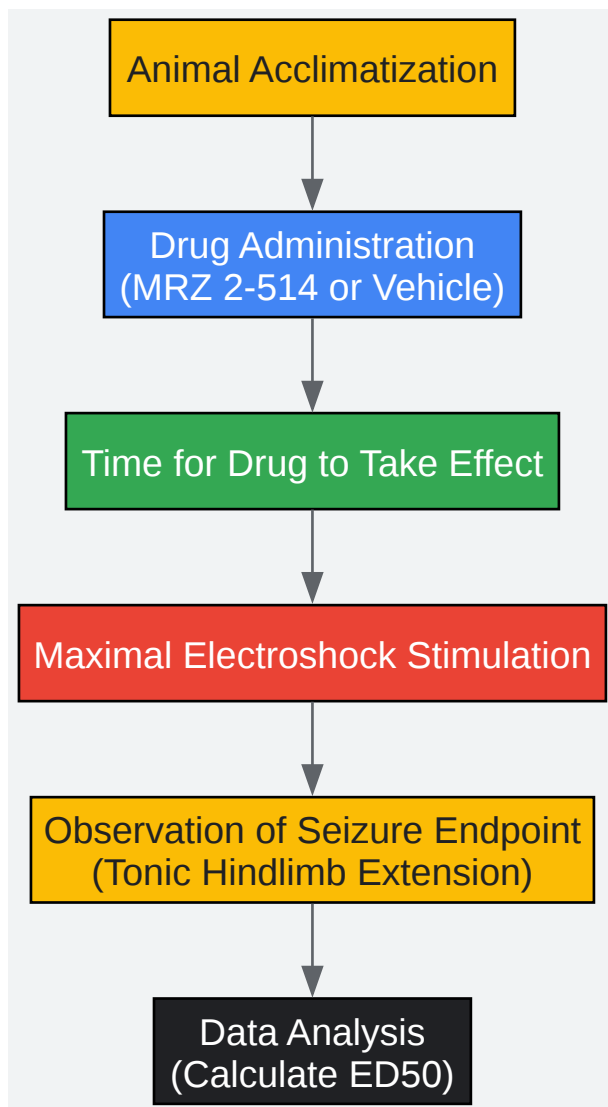 Animal Acclimatization
Drug Administration
(MRZ 2-514 or Vehicle)
Time for Drug to Take Effect
Maximal Electroshock Stimulation
Observation of Seizure Endpoint
(Tonic Hindlimb Extension)
Data Analysis
(Calculate ED50)